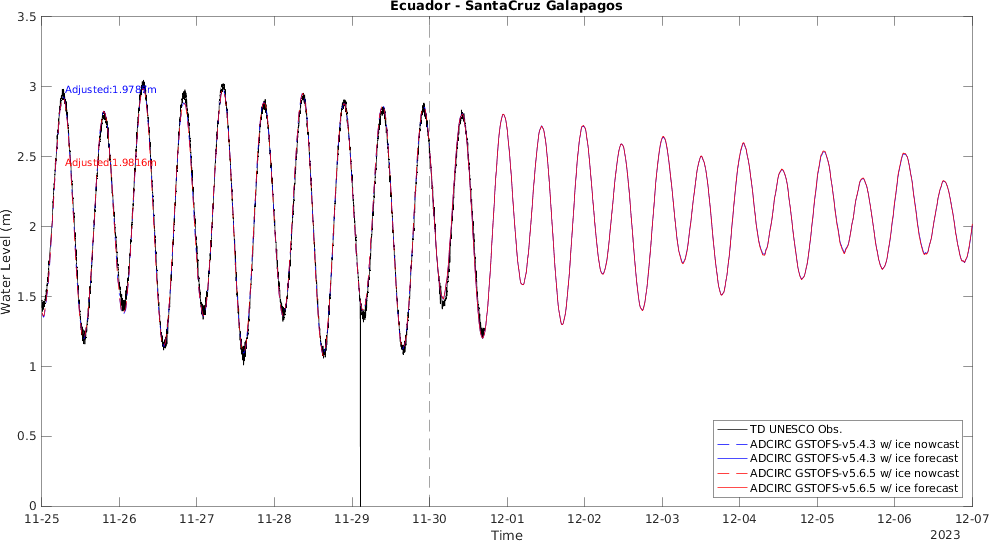 Ecuador - SantaCruz Galapagos
3.5
3
2.5
2
1.5
1
0.5
0
Water Level (m)
Adjusted:1.9816m
11-25
11-26
11-27
11-28
11-29
11-30
12-01
12-02
12-03
12-04
12-05
12-06
12-07
Time
2023
TD UNESCO Obs.
ADCIRC GSTOFS-v5.4.3 w/ ice nowcast
ADCIRC GSTOFS-v5.4.3 w/ ice forecast
ADCIRC GSTOFS-v5.6.5 w/ ice nowcast
ADCIRC GSTOFS-v5.6.5 w/ ice forecast